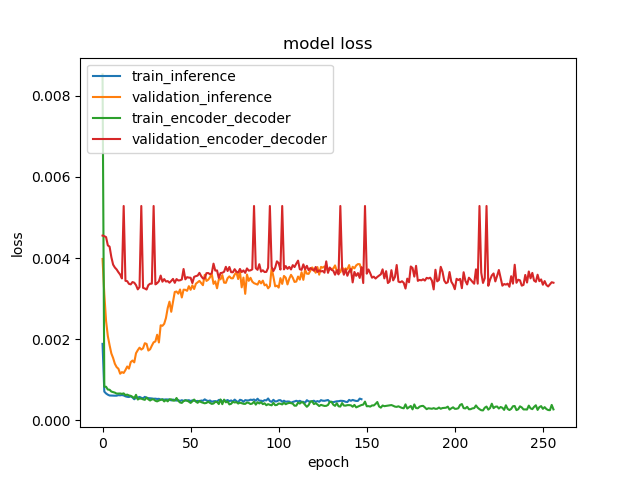 model loss
train_inference
validation_inference
train_encoder_decoder
validation_encoder_decoder
loss
0.008
0.006
0.004
0.002
0.000
0 50 100 150 200 250
epoch